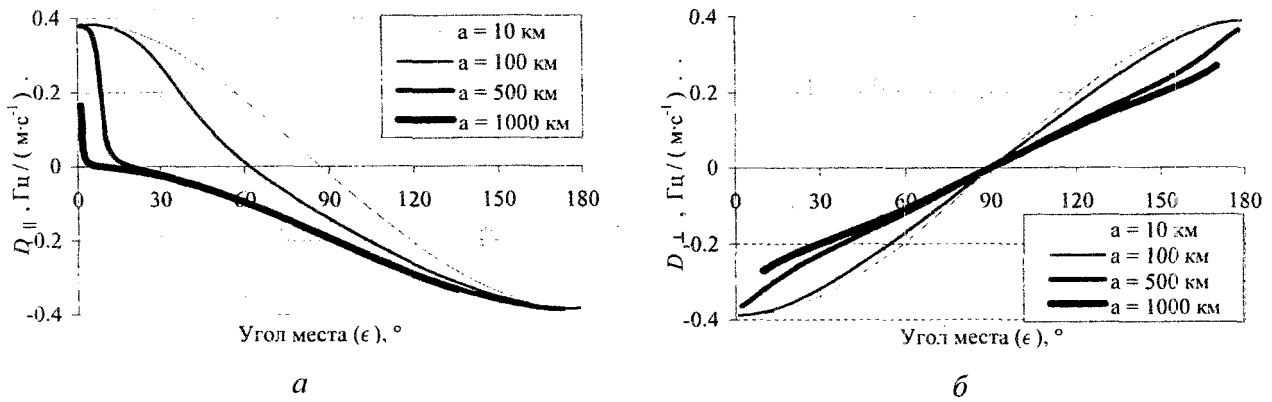 0.4
0.2
0
-0.2
-0.4
0 30 60 90 120 150 180
D∥ , Гц / ( м·с⁻¹ ) .
Угол места (ϵ), °
a = 10 км
a = 100 км
a = 500 км
a = 1000 км
а
0.4
0.2
0
-0.2
-0.4
0 30 60 90 120 150 180
D⊥ , Гц / ( м·с⁻¹ ) . .
Угол места (ϵ), °
a = 10 км
a = 100 км
a = 500 км
a = 1000 км
б